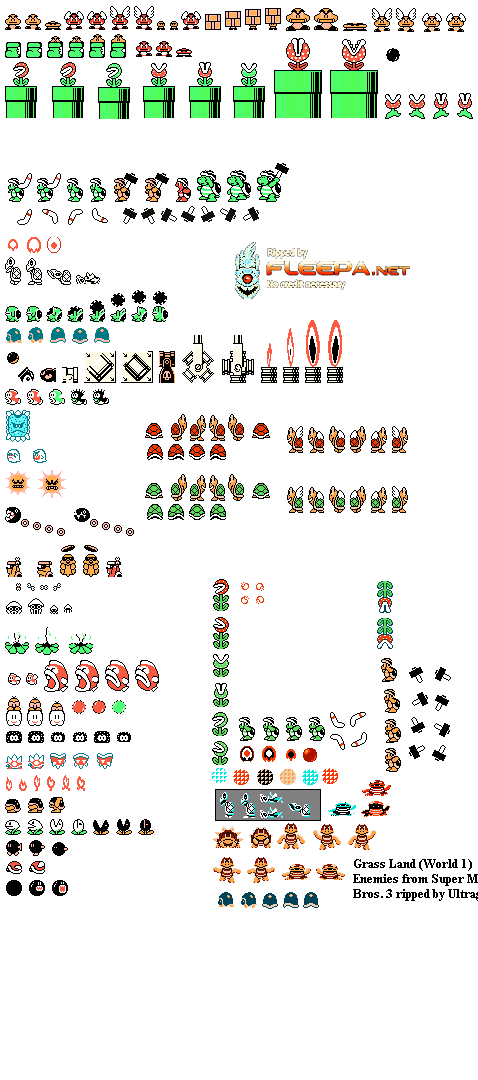 Ripped by
FLEEPA.NET
No credit necessary
Grass Land (World 1)
Enemies from Super M
Bros. 3 ripped by Ultrag